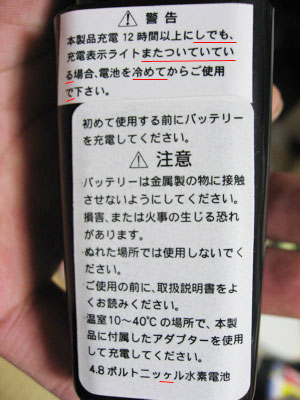 ⚠ 警告
本製品充電12時間以上にしでも、
充電表示ライトまたついていてい
る場合、電池を冷めてからご使用
で下さい。
初めて使用する前にバッテリー
を充電してください。
⚠ 注意
·バッテリーは金属製の物に接触
させないようにしてください。
損害、または火事の生じる恐れ
があります。
·ぬれた場所では使用しないでく
ださい。
·ご使用の前に、取扱説明書をよ
くお読みください。
·温室10～40℃の場所で、本製
品に付属したアダプターを使用
して充電してください。
4.8ボルトニッヶル水素電池